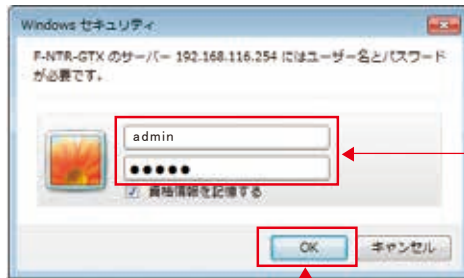 Windows セキュリティ
F-NTR-GTX のサーバー 192.168.116.254 にはユーザー名とパスワード
が必要です。
admin
●●●●●
資格情報を記憶する
OK
キャンセル